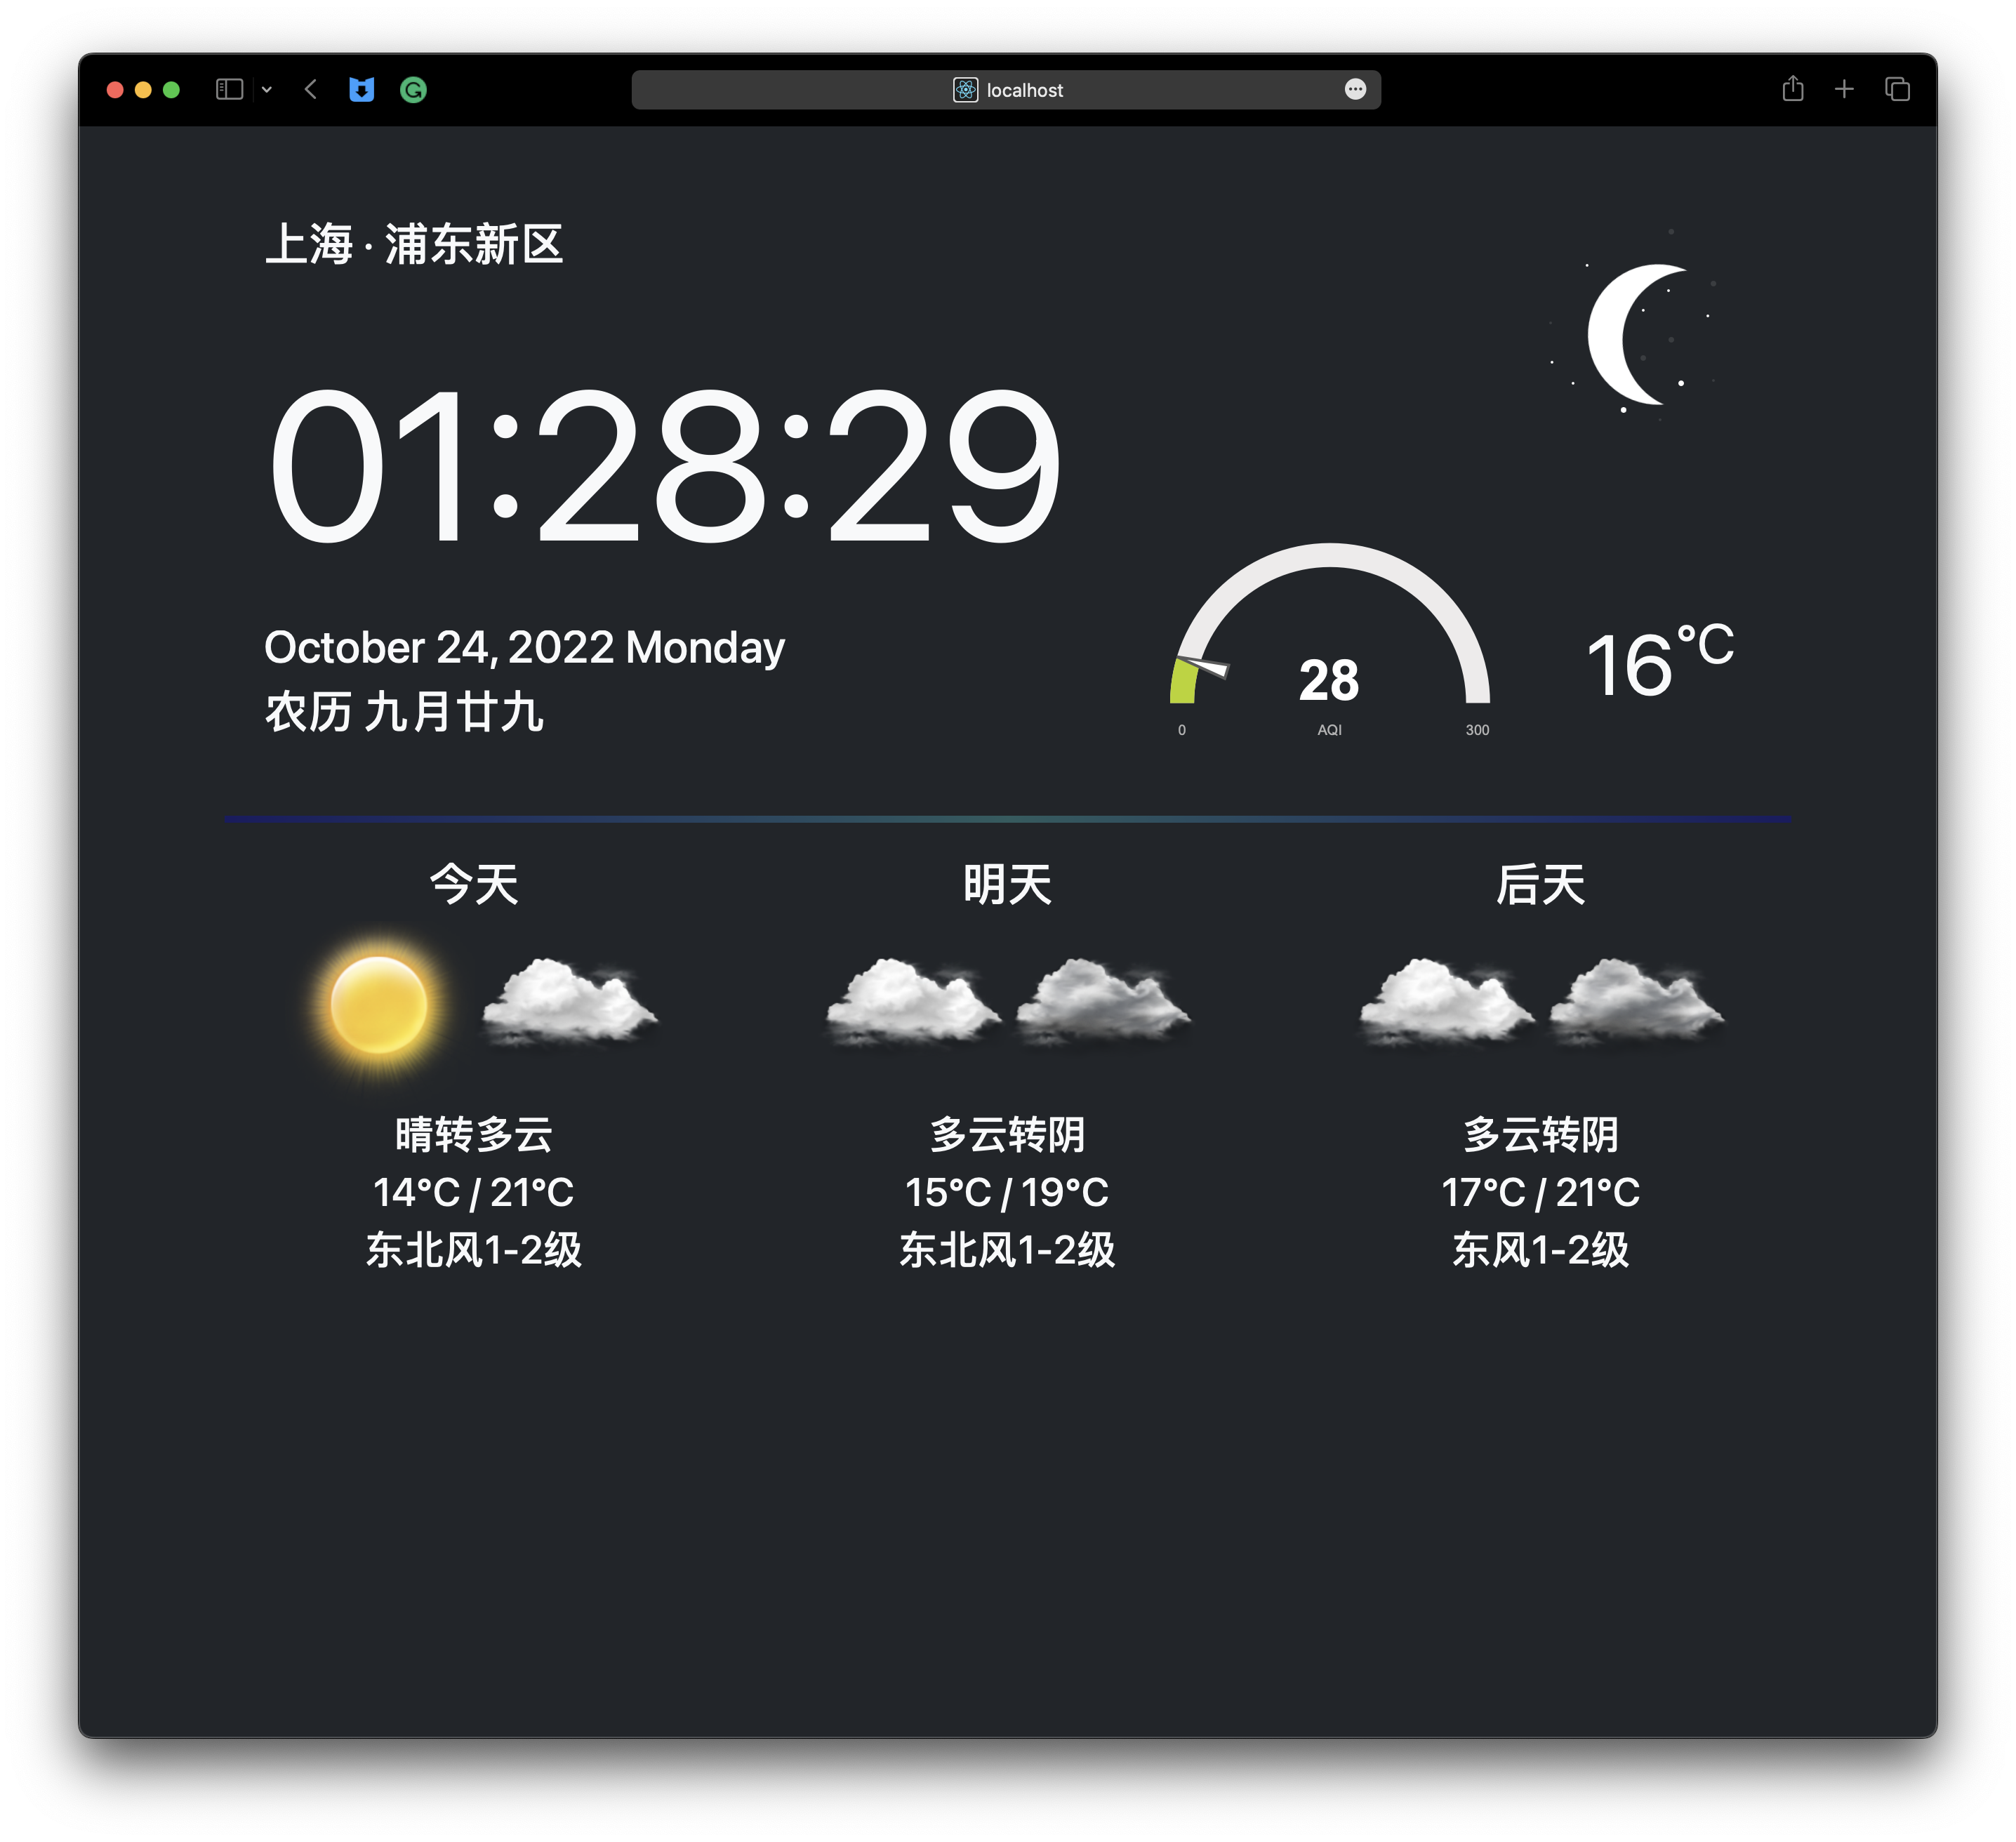 localhost
上海 · 浦东新区
01:28:29
October 24, 2022 Monday
农历 九月廿九
28
0
AQI
300
16°C
今天
明天
后天
晴转多云
多云转阴
多云转阴
14°C / 21°C
15°C / 19°C
17°C / 21°C
东北风1-2级
东北风1-2级
东风1-2级